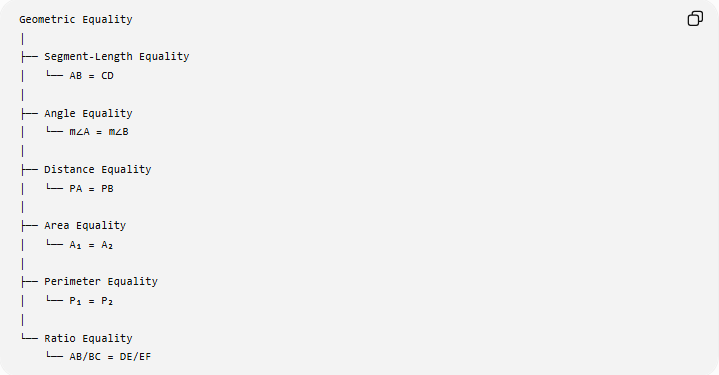 Geometric Equality
│
├── Segment-Length Equality
│   └── AB = CD
│
├── Angle Equality
│   └── m∠A = m∠B
│
├── Distance Equality
│   └── PA = PB
│
├── Area Equality
│   └── A₁ = A₂
│
├── Perimeter Equality
│   └── P₁ = P₂
│
└── Ratio Equality
    └── AB/BC = DE/EF